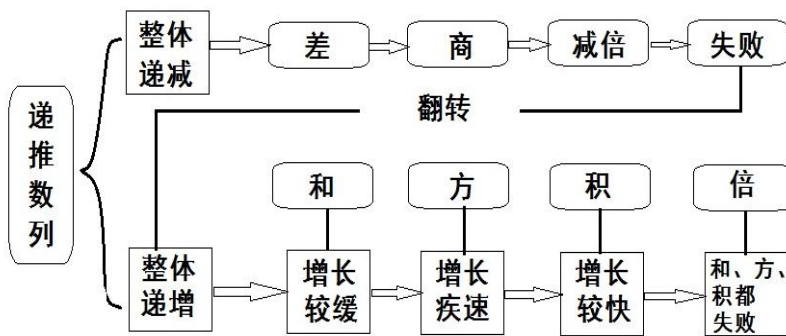 递推数列
整体递减
差
商
减倍
失败
翻转
和
方
积
倍
整体递增
增长较缓
增长疾速
增长较快
和、方、积都失败